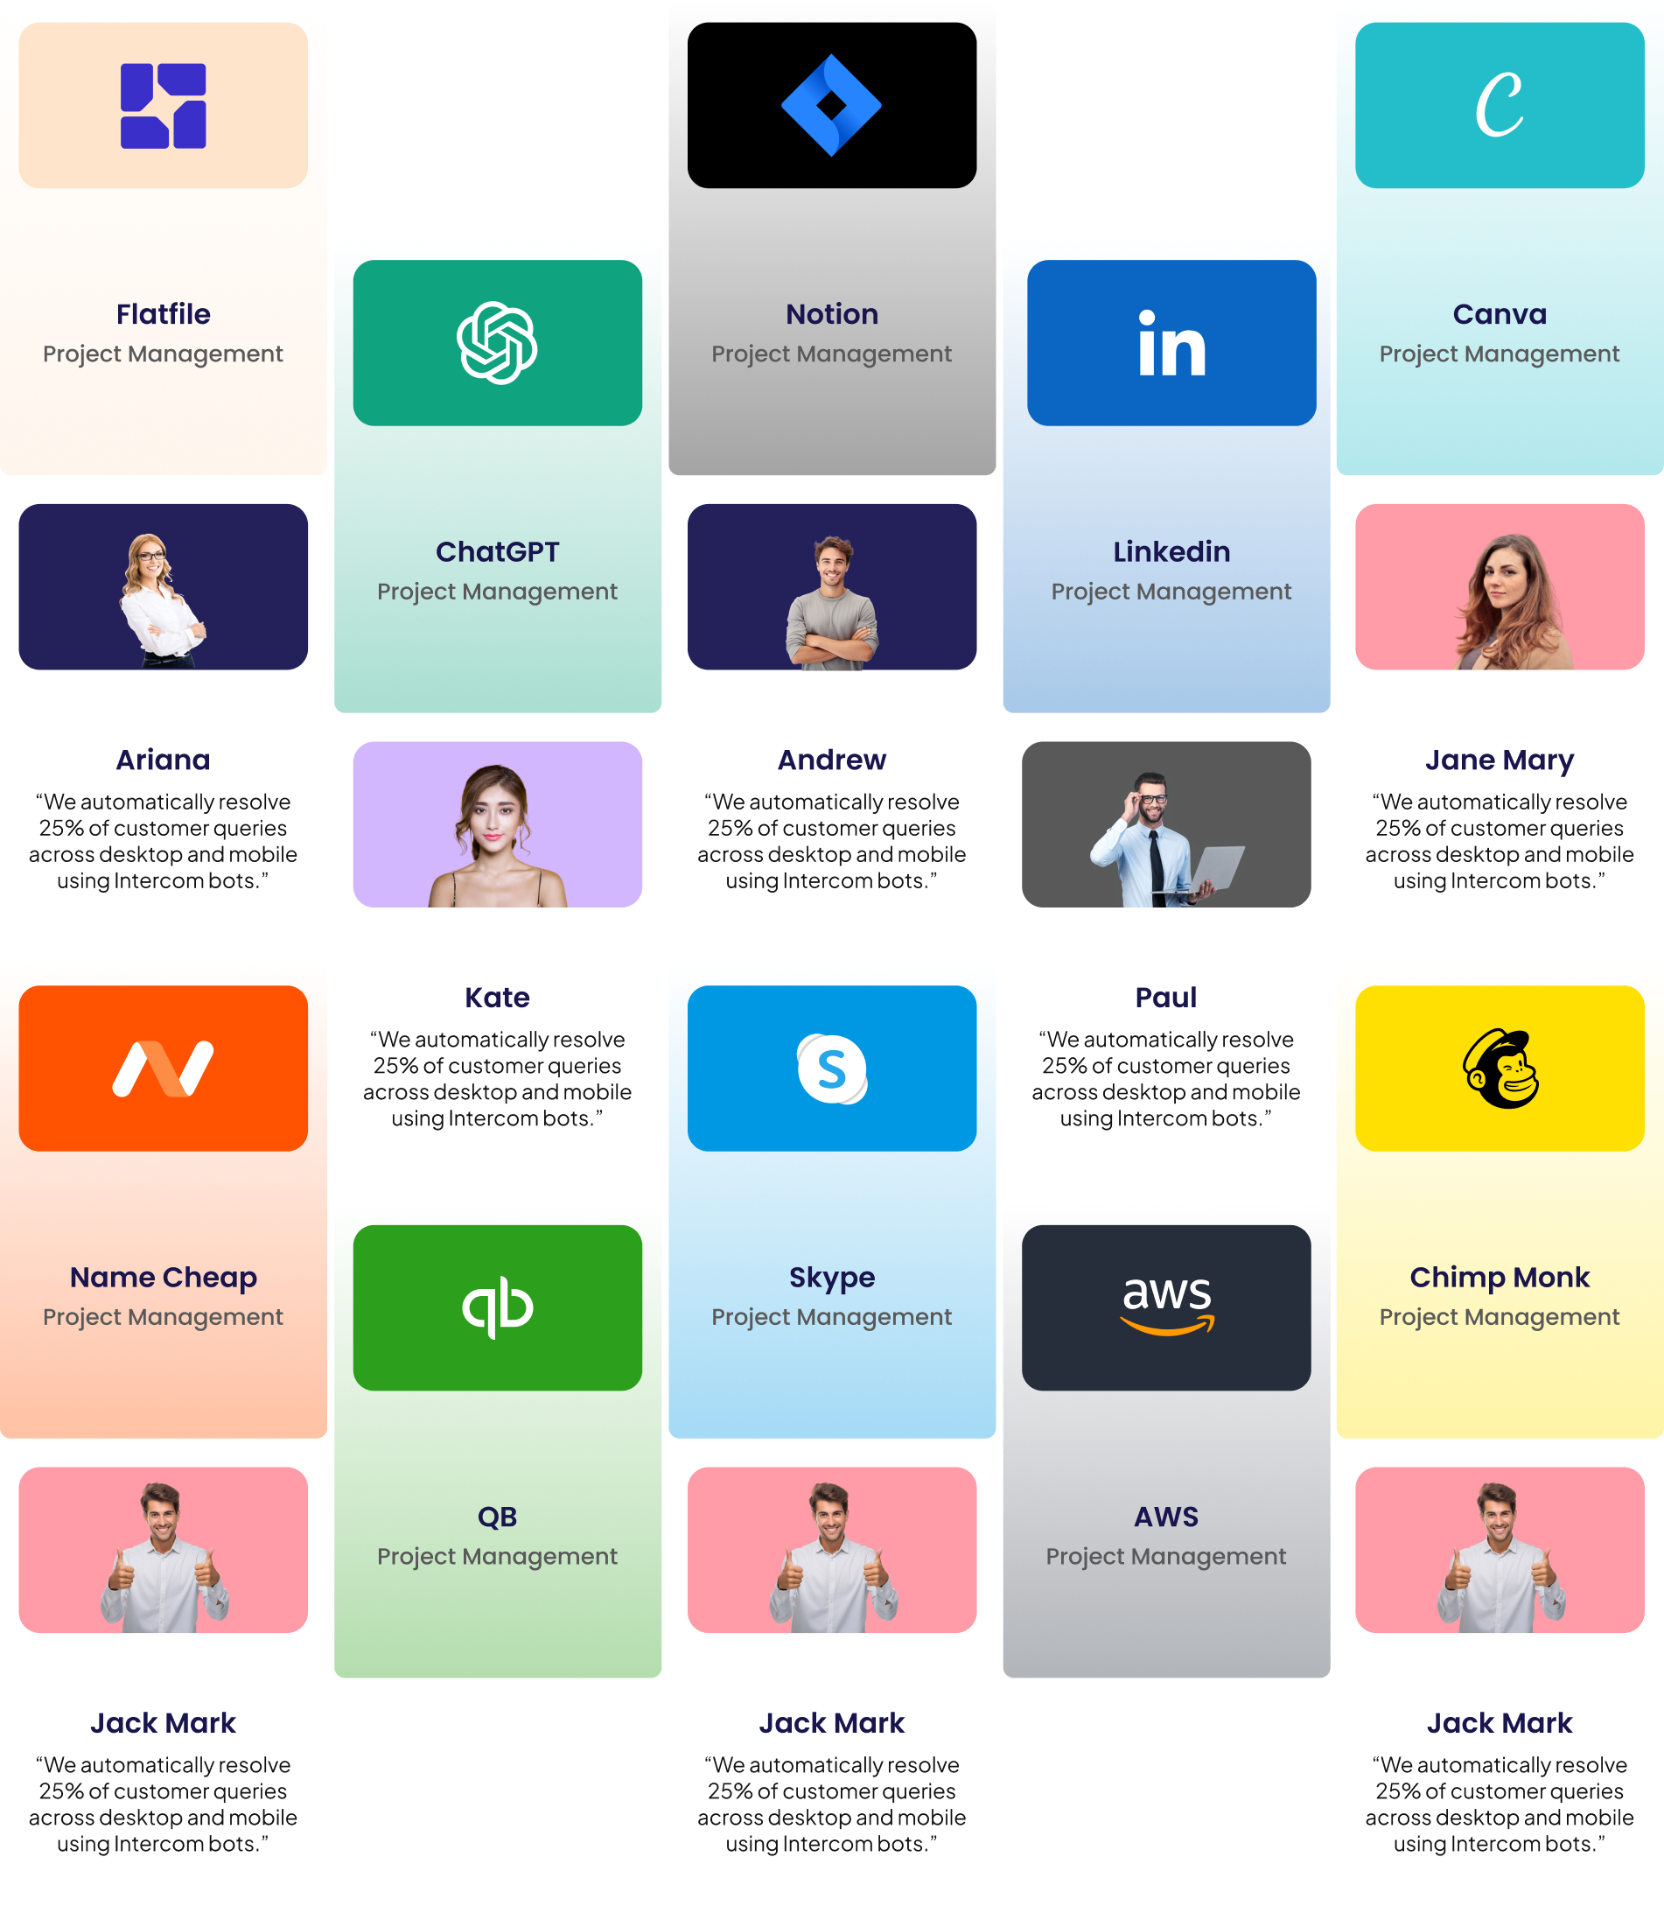 Flatfile
Project Management
Notion
Project Management
Canva
Project Management
ChatGPT
Project Management
in
Linkedin
Project Management
Ariana
“We automatically resolve
25% of customer queries
across desktop and mobile
using Intercom bots.”
Andrew
“We automatically resolve
25% of customer queries
across desktop and mobile
using Intercom bots.”
Jane Mary
“We automatically resolve
25% of customer queries
across desktop and mobile
using Intercom bots.”
Kate
“We automatically resolve
25% of customer queries
across desktop and mobile
using Intercom bots.”
Paul
“We automatically resolve
25% of customer queries
across desktop and mobile
using Intercom bots.”
Name Cheap
Project Management
S
Skype
Project Management
Chimp Monk
Project Management
qb
QB
Project Management
aws
AWS
Project Management
Jack Mark
“We automatically resolve
25% of customer queries
across desktop and mobile
using Intercom bots.”
Jack Mark
“We automatically resolve
25% of customer queries
across desktop and mobile
using Intercom bots.”
Jack Mark
“We automatically resolve
25% of customer queries
across desktop and mobile
using Intercom bots.”
C